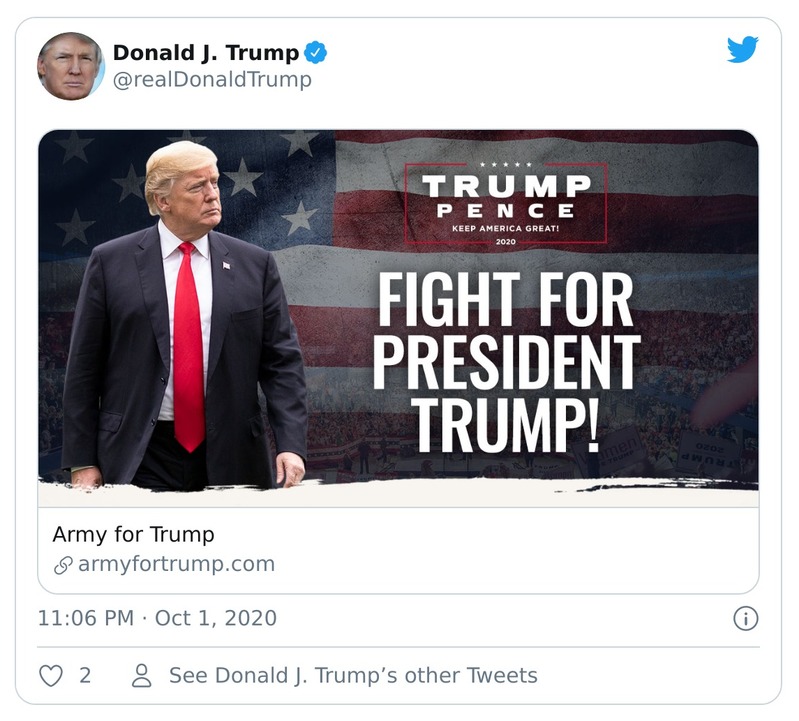 Donald J. Trump
@realDonaldTrump
TRUMP
PENCE
KEEP AMERICA GREAT!
2020
FIGHT FOR
PRESIDENT
TRUMP!
Army for Trump
armyfortrump.com
11:06 PM · Oct 1, 2020
2
See Donald J. Trump’s other Tweets